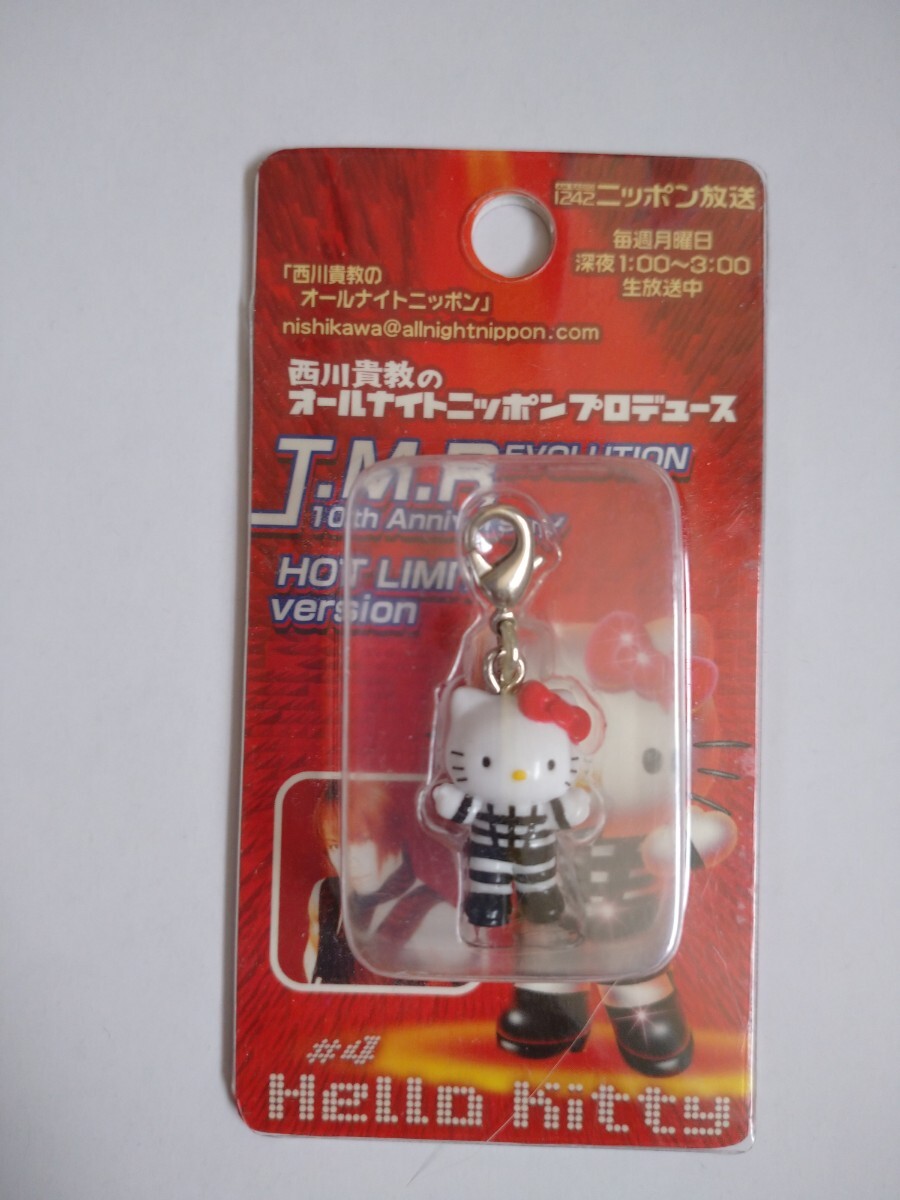 1242ニッポン放送
毎週月曜日
深夜1:00〜3:00
生放送中
「西川貴教の
オールナイトニッポン」
nishikawa@allnightnippon.com
西川貴教の
オールナイトニッポンプロデュース
T.M.REVOLUTION
10th Anniversary
HOT LIMIT
version
#4
Hello Kitty